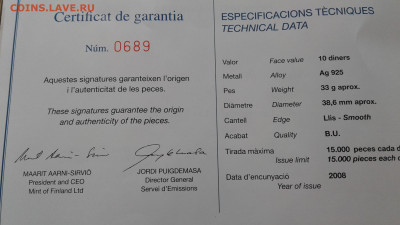 COINS.LAVE.RU
Certificat de garantia
Núm. 0689
Aquestes signatures garanteixen l'origen
i l'autenticitat de les peces.
These signatures guarantee the origin
and authenticity of the pieces.
MAARIT AARNI-SIRVIÖ
President and CEO
Mint of Finland Ltd
JORDI PUIGDEMASA
Director General
Servei d'Emissions
ESPECIFICACIONS TÈCNIQUES
TECHNICAL DATA
Valor Face value 10 diners
Metall Alloy Ag 925
Pes Weight 33 g aprox.
Diàmetre Diameter 38,6 mm aprox.
Cantell Edge Llis - Smooth
Acabat Quality B.U.
Tirada màxima 15.000 peces cada
Issue limit 15.000 pieces each
Data d'encunyació 2008
Year of issue